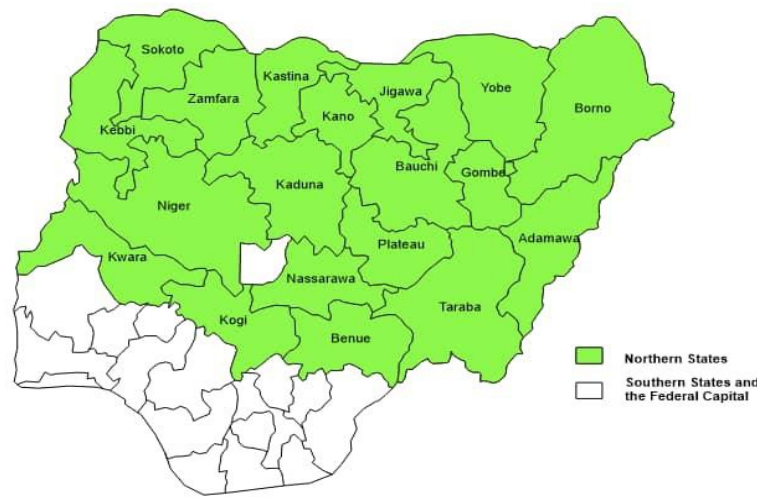 Sokoto
Kastina
Jigawa
Yobe
Borno
Zamfara
Kano
Kebbi
Bauchi
Gombe
Kaduna
Niger
Adamawa
Plateau
Kwara
Nassarawa
Taraba
Kogi
Benue
Northern States
Southern States and
the Federal Capital